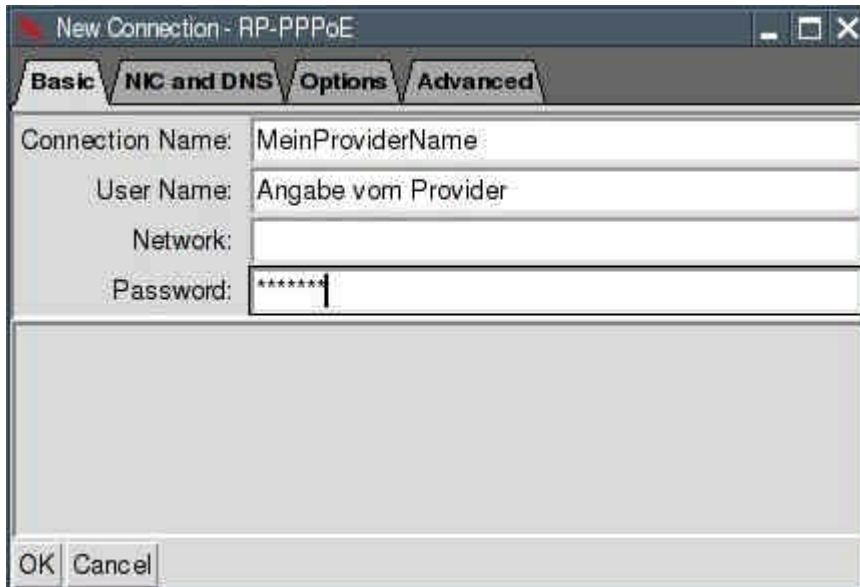 New Connection - RP-PPPoE
Basic NIC and DNS Options Advanced
Connection Name: MeinProviderName
User Name: Angabe vom Provider
Network:
Password: *******
OK Cancel